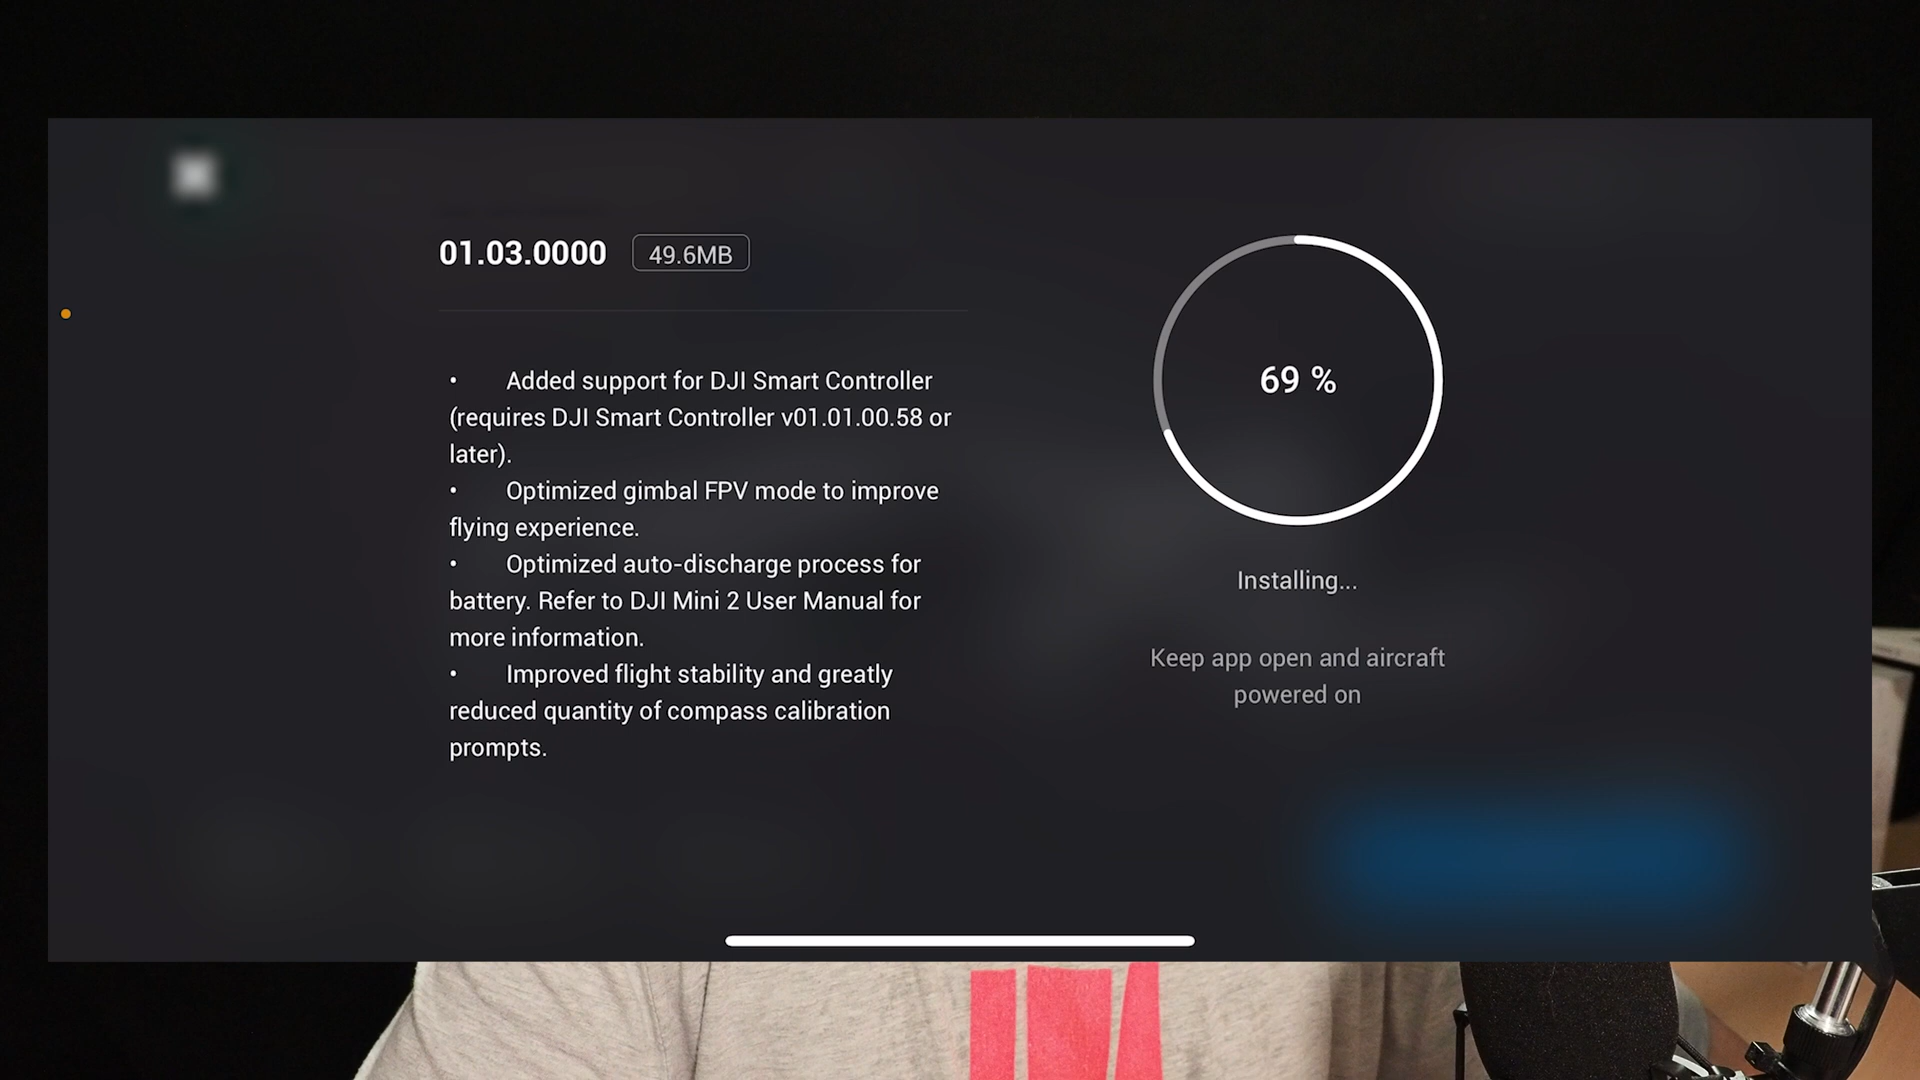 01.03.0000 49.6MB
• Added support for DJI Smart Controller
(requires DJI Smart Controller v01.01.00.58 or
later).
• Optimized gimbal FPV mode to improve
flying experience.
• Optimized auto-discharge process for
battery. Refer to DJI Mini 2 User Manual for
more information.
• Improved flight stability and greatly
reduced quantity of compass calibration
prompts.
69 %
Installing...
Keep app open and aircraft
powered on